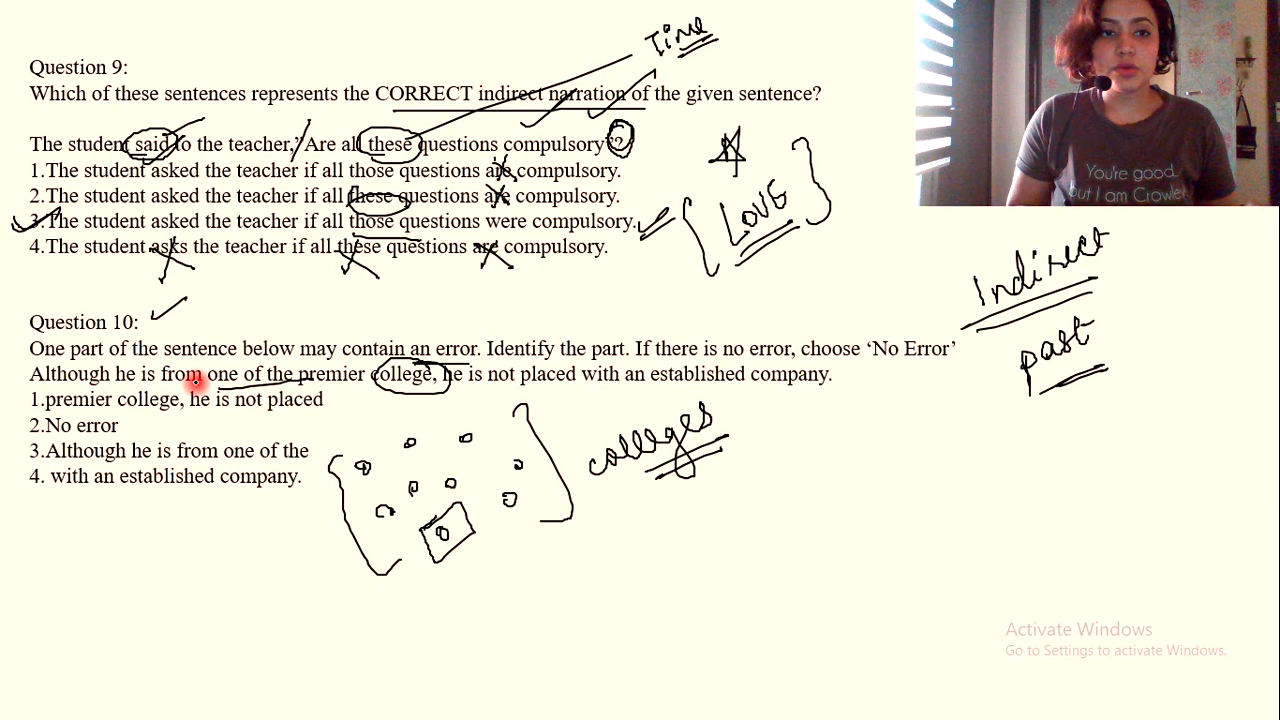 Time
Question 9:
Which of these sentences represents the CORRECT indirect narration of the given sentence?
The student said to the teacher,"Are all these questions compulsory"?
1.The student asked the teacher if all those questions are compulsory.
2.The student asked the teacher if all these questions are compulsory.
3.The student asked the teacher if all those questions were compulsory.
4.The student asks the teacher if all these questions are compulsory.
LOVE
You're good,
but I am Crowley
Indirect
past
Question 10:
One part of the sentence below may contain an error. Identify the part. If there is no error, choose ‘No Error’
Although he is from one of the premier college, he is not placed with an established company.
1.premier college, he is not placed
2.No error
3.Although he is from one of the
4. with an established company.
colleges
Activate Windows
Go to Settings to activate Windows.